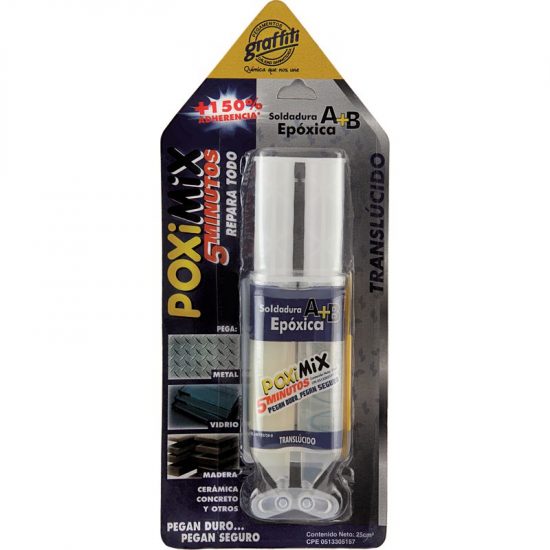 PEGAMENTOS
graffiti
Química que nos une
+150%
ADHERENCIA*
Soldadura
Epóxica A+B
POXiMiX
5 MINUTOS
REPARA TODO
TRANSLÚCIDO
PEGA:
METAL
VIDRIO
MADERA
CERÁMICA
CONCRETO
Y OTROS
PEGAN DURO...
PEGAN SEGURO
Soldadura
Epóxica A+B
POXiMiX
5 MINUTOS
PEGAN DURO, PEGAN SEGURO
TRANSLÚCIDO
Contenido Neto: 25cm³
CPE 0513305187